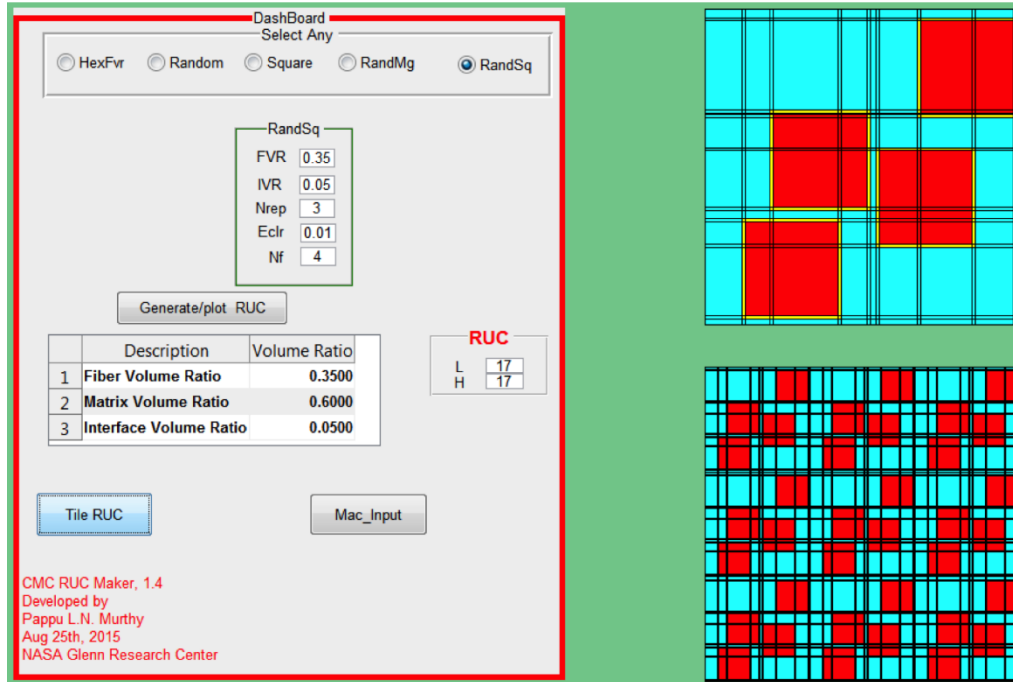 DashBoard
Select Any
HexFvr Random Square RandMg RandSq
RandSq
FVR 0.35
IVR 0.05
Nrep 3
Eclr 0.01
Nf 4
Generate/plot RUC
Description Volume Ratio
1 Fiber Volume Ratio 0.3500
2 Matrix Volume Ratio 0.6000
3 Interface Volume Ratio 0.0500
RUC
L 17
H 17
Tile RUC
Mac_Input
CMC RUC Maker, 1.4
Developed by
Pappu L.N. Murthy
Aug 25th, 2015
NASA Glenn Research Center